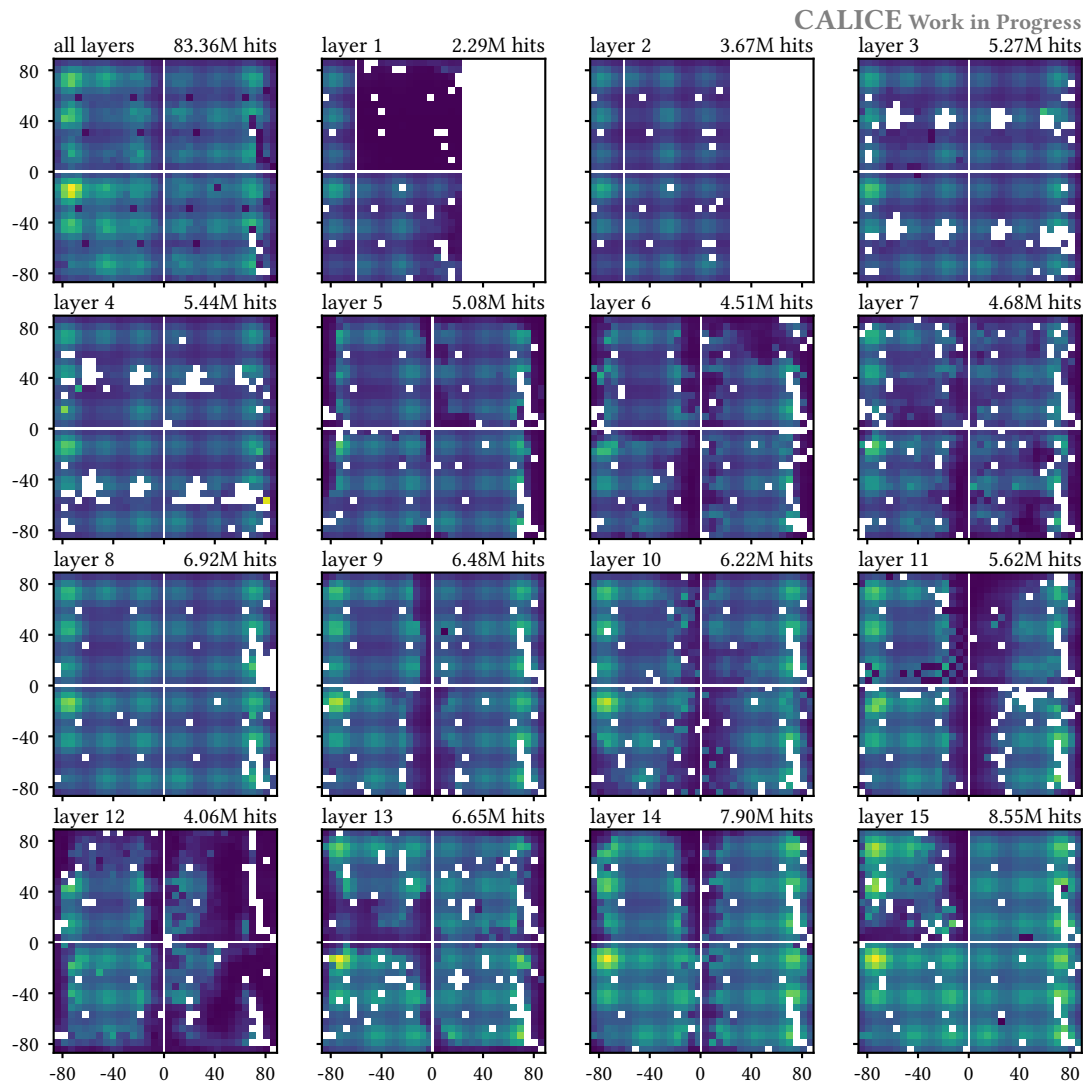 CALICE Work in Progress
all layers 83.36M hits
layer 1 2.29M hits
layer 2 3.67M hits
layer 3 5.27M hits
80
40
0
-40
-80
layer 4 5.44M hits
layer 5 5.08M hits
layer 6 4.51M hits
layer 7 4.68M hits
80
40
0
-40
-80
layer 8 6.92M hits
layer 9 6.48M hits
layer 10 6.22M hits
layer 11 5.62M hits
80
40
0
-40
-80
layer 12 4.06M hits
layer 13 6.65M hits
layer 14 7.90M hits
layer 15 8.55M hits
80
40
0
-40
-80
-80 -40 0 40 80
-80 -40 0 40 80
-80 -40 0 40 80
-80 -40 0 40 80